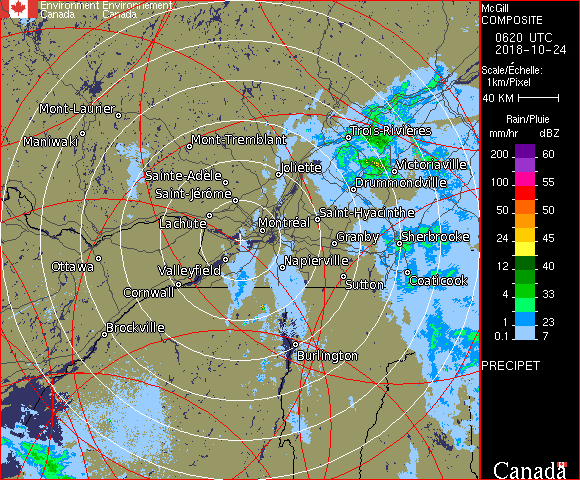 Environment Environnement
Canada Canada
McGill
COMPOSITE
0620 UTC
2018-10-24
Scale/Échelle:
1km/Pixel
40 KM
Rain/Pluie
mm/hr dBZ
200 60
100 55
50 50
24 45
12 40
8 33
4 30
1 23
0.1 7
PRECIPET
Canada
Mont-Laurier
Maniwaki
Mont-Tremblant
Trois-Rivières
Victoriaville
Joliette
Sainte-Adèle
Drummondville
Saint-Jérôme
Saint-Hyacinthe
Lachute
Montréal
Granby
Sherbrooke
Ottawa
Valleyfield
Napierville
Coaticook
Cornwall
Sutton
Brockville
Burlington